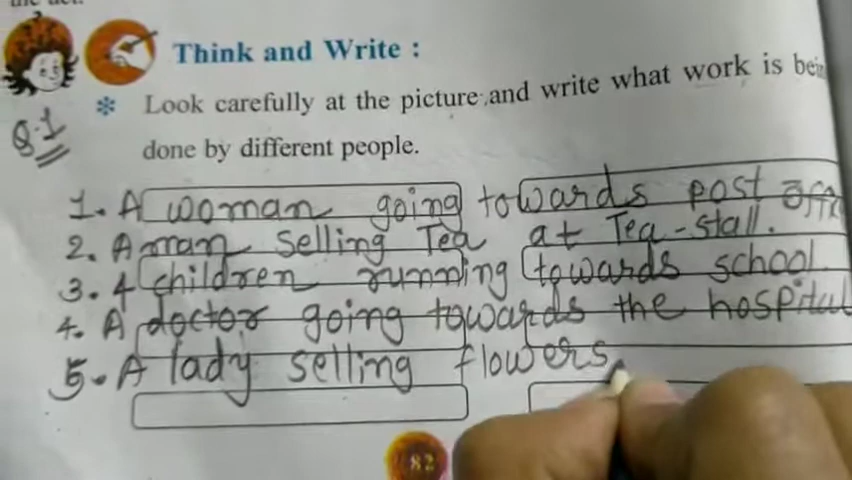 Think and Write :
Q.1
* Look carefully at the picture and write what work is
done by different people.
1. A woman going towards post
2. A man selling Tea at Tea-stall.
3. 4 children running towards school
4. A doctor going towards the hospital
5. A lady selling flowers
82